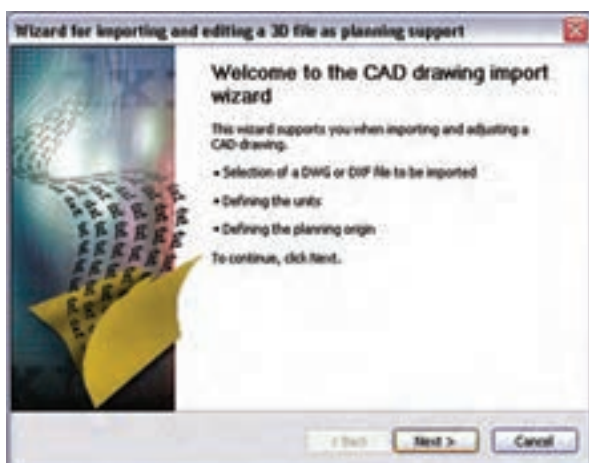 Wizard for importing and editing a 3D file as planning support
Welcome to the CAD drawing import
wizard
This wizard supports you when importing and adjusting a
CAD drawing.
• Selection of a DWG or DXF file to be imported
• Defining the units
• Defining the planning origin
To continue, click Next.
< Back
Next >
Cancel